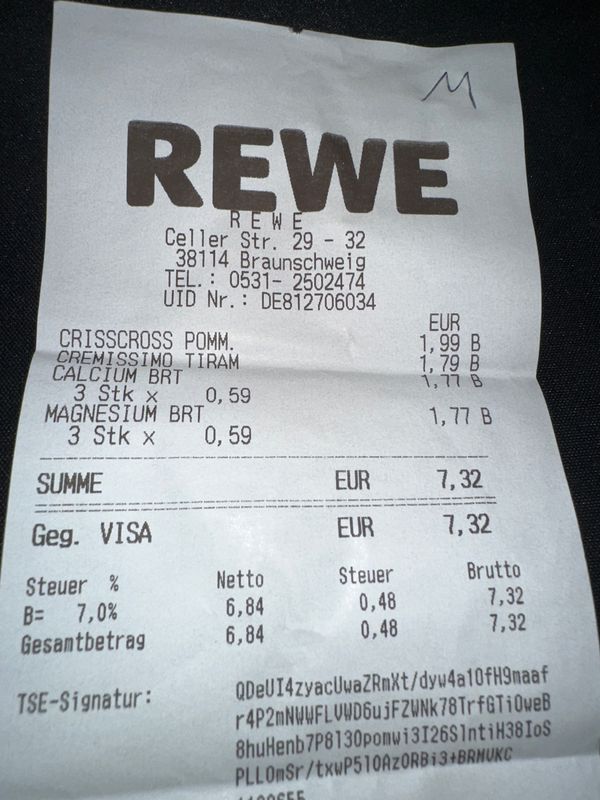 M
REWE
REWE
Celler Str. 29 - 32
38114 Braunschweig
TEL.: 0531- 2502474
UID Nr.: DE812706034
EUR
CRISSCROSS POMM. 1,99 B
CREMISSIMO TIRAM 1,79 B
CALCIUM BRT 1,77 B
3 Stk x 0,59
MAGNESIUM BRT 1,77 B
3 Stk x 0,59
SUMME EUR 7,32
Geg. VISA EUR 7,32
Steuer % Netto Steuer Brutto
B= 7,0% 6,84 0,48 7,32
Gesamtbetrag 6,84 0,48 7,32
TSE-Signatur: QDeUI4zyacUwaZRmXt/dyw4a10fH9maaf
r4P2mNWWFLVWD6ujFZWNk78TrfGTiOweB
8huHenb7P8l3Opomwi3I26SlntiH38IoS
PLLOmSr/txwP5lOAzORBi3+BRMVKC